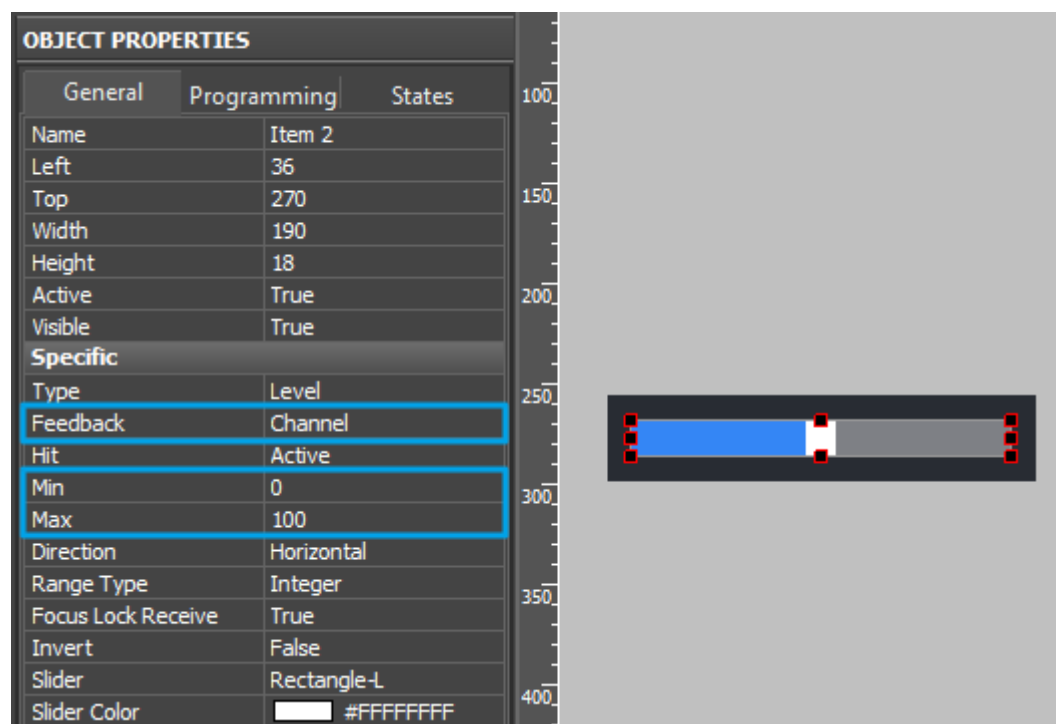 OBJECT PROPERTIES
General Programming States
Name Item 2
Left 36
Top 270
Width 190
Height 18
Active True
Visible True
Specific
Type Level
Feedback Channel
Hit Active
Min 0
Max 100
Direction Horizontal
Range Type Integer
Focus Lock Receive True
Invert False
Slider Rectangle-L
Slider Color #FFFFFFFF
100
150
200
250
300
350
400